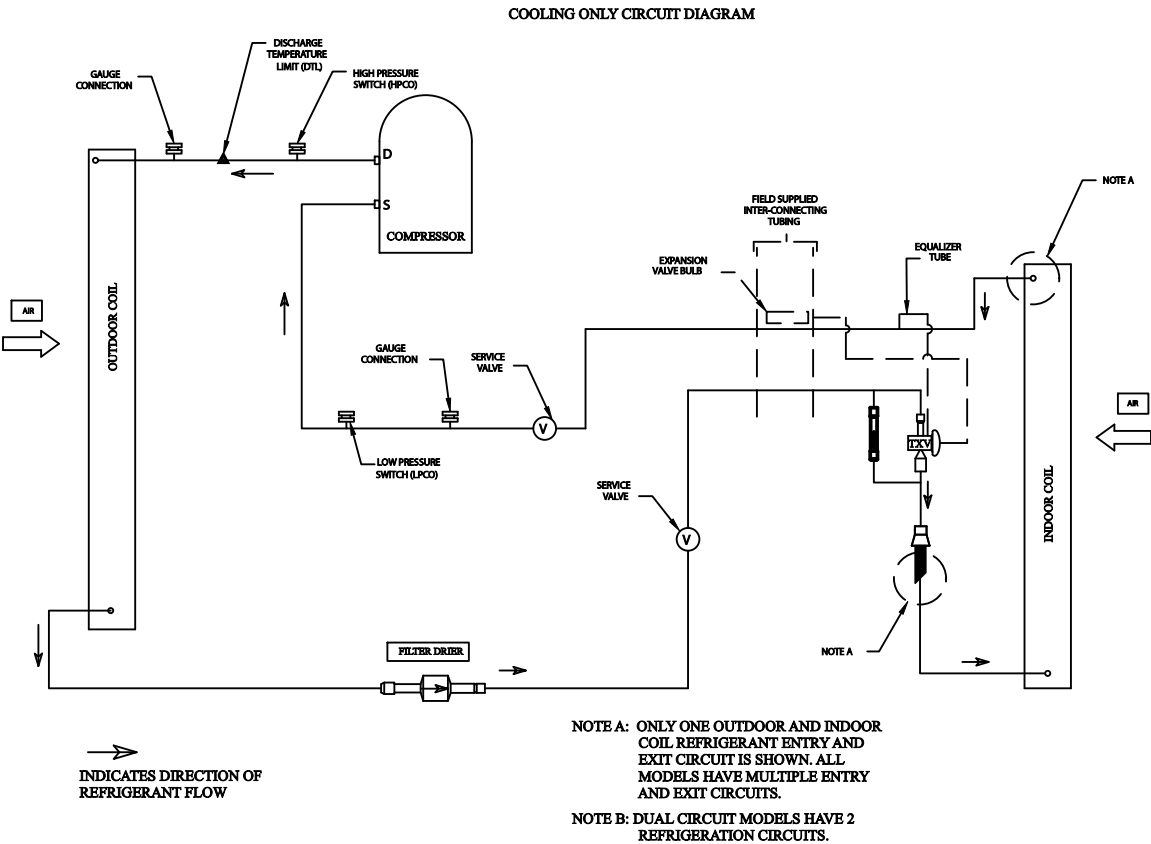 COOLING ONLY CIRCUIT DIAGRAM
DISCHARGE
TEMPERATURE
LIMIT (DTL)
GAUGE
CONNECTION
HIGH PRESSURE
SWITCH (HPCO)
D
S
COMPRESSOR
NOTE A
FIELD SUPPLIED
INTER-CONNECTING
TUBING
EQUALIZER
TUBE
EXPANSION
VALVE BULB
AIR
OUTDOOR COIL
GAUGE
CONNECTION
SERVICE
VALVE
V
LOW PRESSURE
SWITCH (LPCO)
TXV
AIR
INDOOR COIL
SERVICE
VALVE
V
NOTE A
FILTER DRIER
INDICATES DIRECTION OF
REFRIGERANT FLOW
NOTE A: ONLY ONE OUTDOOR AND INDOOR
COIL REFRIGERANT ENTRY AND
EXIT CIRCUIT IS SHOWN. ALL
MODELS HAVE MULTIPLE ENTRY
AND EXIT CIRCUITS.
NOTE B: DUAL CIRCUIT MODELS HAVE 2
REFRIGERATION CIRCUITS.